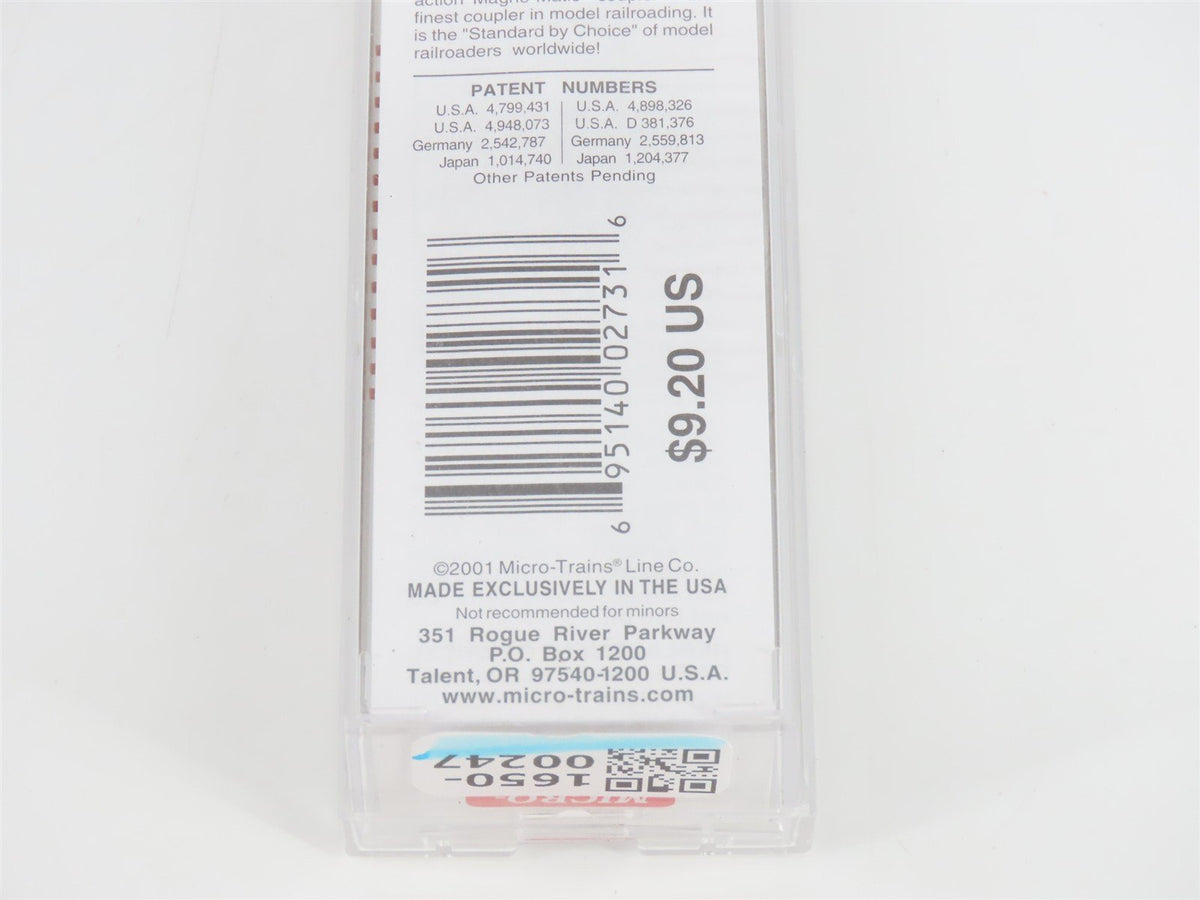 action Magne-Matic
finest coupler in model railroading. It
is the "Standard by Choice" of model
railroaders worldwide!
PATENT NUMBERS
U.S.A. 4,799,431 U.S.A. 4,898,326
U.S.A. 4,948,073 U.S.A. D 381,376
Germany 2,542,787 Germany 2,559,813
Japan 1,014,740 Japan 1,204,377
Other Patents Pending
6 95140 02731 6
$9.20 US
©2001 Micro-Trains® Line Co.
MADE EXCLUSIVELY IN THE USA
Not recommended for minors
351 Rogue River Parkway
P.O. Box 1200
Talent, OR 97540-1200 U.S.A.
www.micro-trains.com
1650-
00247
MICRO-